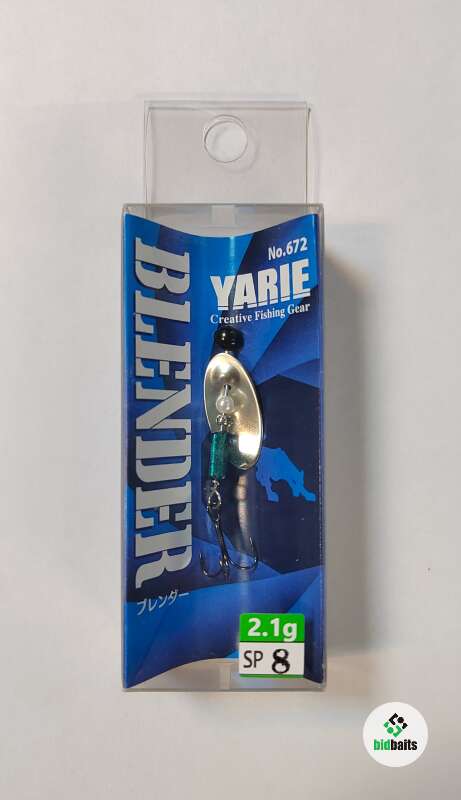 No.672
YARIE
Creative Fishing Gear
BLENDER
ブレンダー
2.1g
SP 8
bidbaits